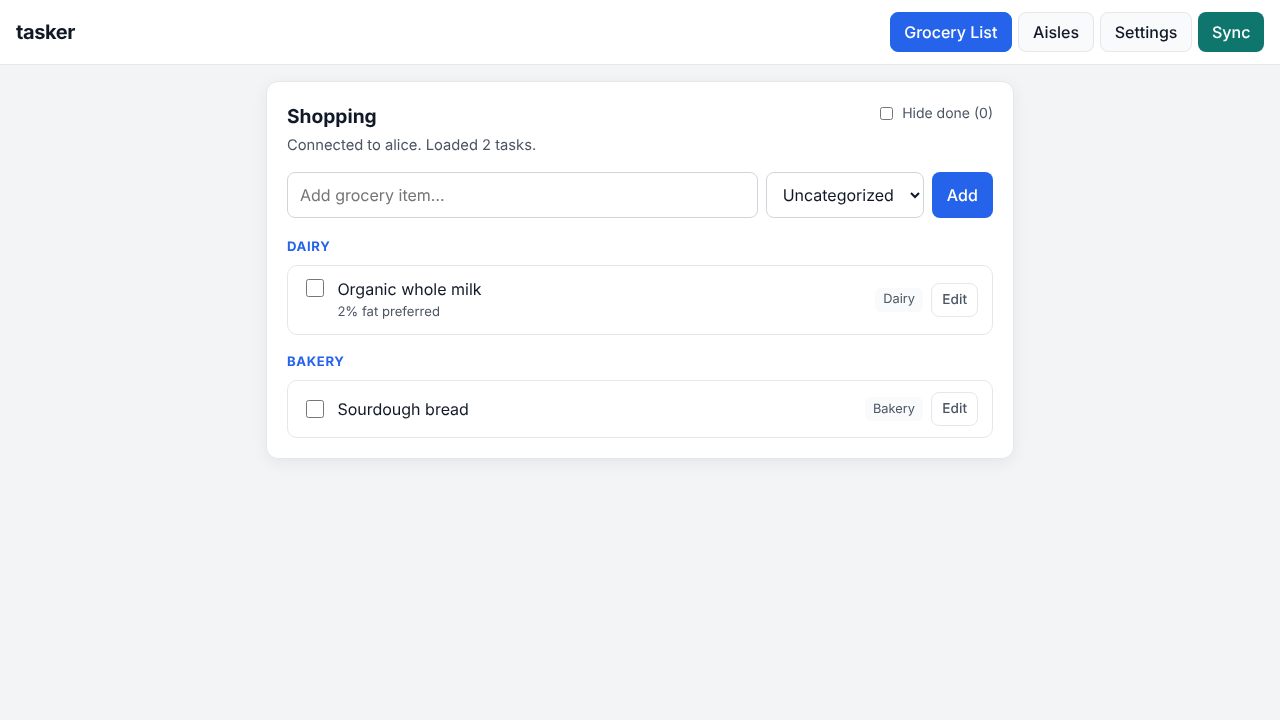 tasker
Grocery List
Aisles
Settings
Sync
Shopping
Hide done (0)
Connected to alice. Loaded 2 tasks.
Add grocery item...
Uncategorized
Add
DAIRY
Organic whole milk
2% fat preferred
Dairy
Edit
BAKERY
Sourdough bread
Bakery
Edit